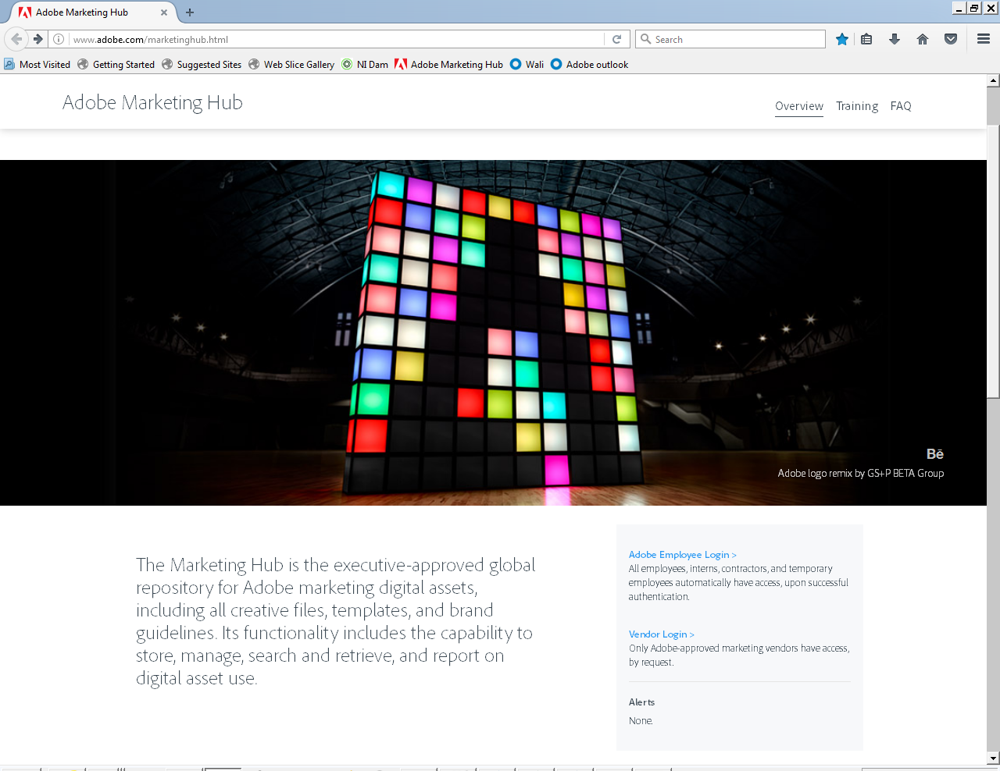 Adobe Marketing Hub
www.adobe.com/marketinghub.html
Search
Most Visited Getting Started Suggested Sites Web Slice Gallery NI Dam Adobe Marketing Hub Wali Adobe outlook
Adobe Marketing Hub
Overview Training FAQ
Bē
Adobe logo remix by GS+P BETA Group
The Marketing Hub is the executive-approved global
repository for Adobe marketing digital assets,
including all creative files, templates, and brand
guidelines. Its functionality includes the capability to
store, manage, search and retrieve, and report on
digital asset use.
Adobe Employee Login >
All employees, interns, contractors, and temporary
employees automatically have access, upon successful
authentication.
Vendor Login >
Only Adobe-approved marketing vendors have access,
by request.
Alerts
None.